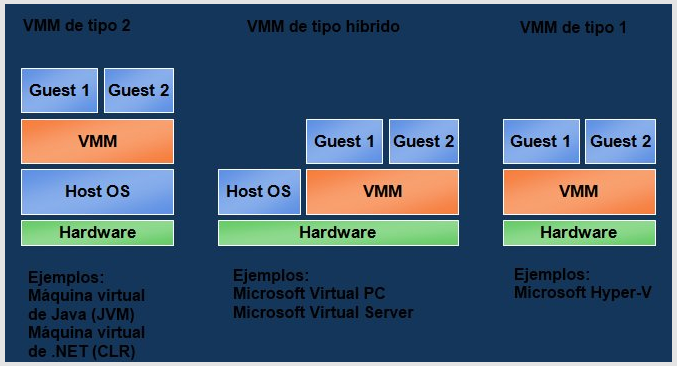 VMM de tipo 2
Guest 1 Guest 2
VMM
Host OS
Hardware
Ejemplos:
Máquina virtual
de Java (JVM)
Máquina virtual
de .NET (CLR)
VMM de tipo híbrido
Guest 1 Guest 2
Host OS VMM
Hardware
Ejemplos:
Microsoft Virtual PC
Microsoft Virtual Server
VMM de tipo 1
Guest 1 Guest 2
VMM
Hardware
Ejemplos:
Microsoft Hyper-V